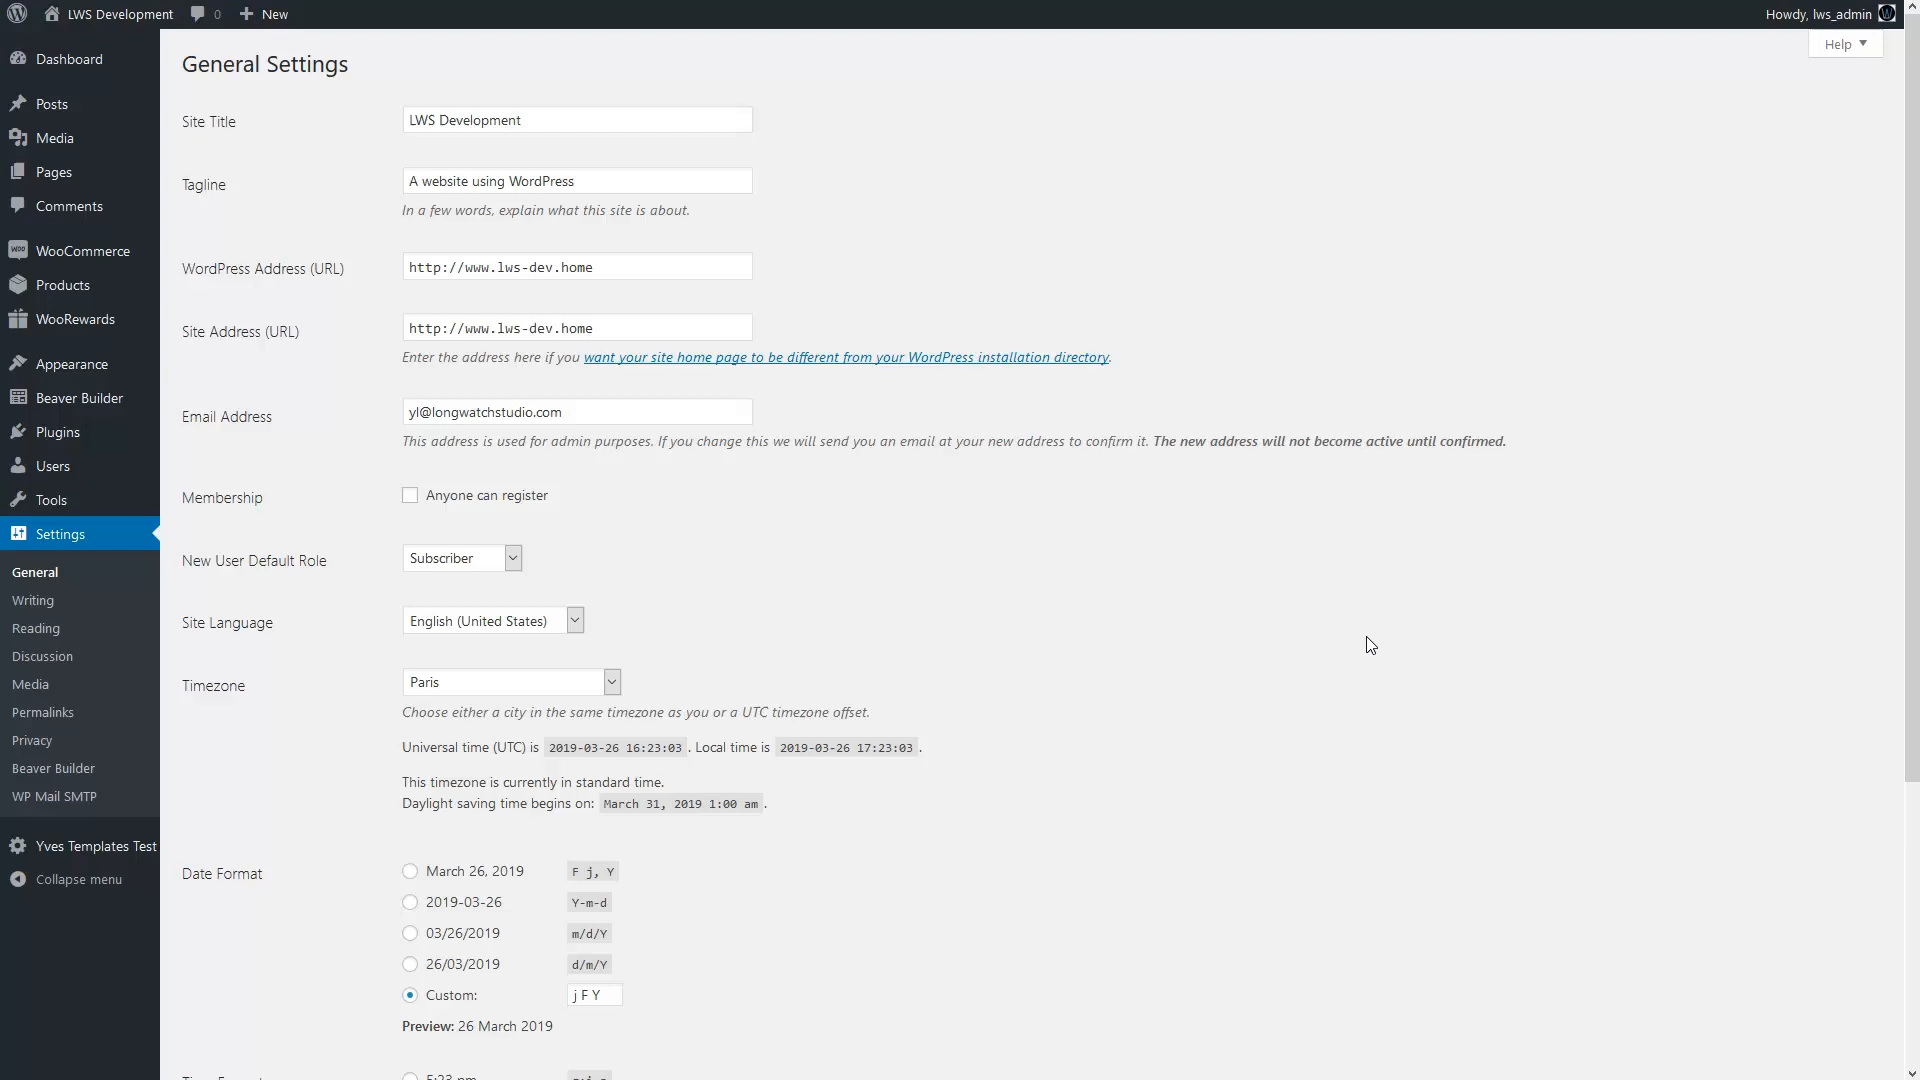 LWS Development 0 New Howdy, lws_admin
Help
Dashboard
Posts
Media
Pages
Comments
WooCommerce
Products
WooRewards
Appearance
Beaver Builder
Plugins
Users
Tools
Settings
General
Writing
Reading
Discussion
Media
Permalinks
Privacy
Beaver Builder
WP Mail SMTP
Yves Templates Test
Collapse menu
General Settings
Site Title LWS Development
Tagline A website using WordPress
In a few words, explain what this site is about.
WordPress Address (URL) http://www.lws-dev.home
Site Address (URL) http://www.lws-dev.home
Enter the address here if you want your site home page to be different from your WordPress installation directory.
Email Address yl@longwatchstudio.com
This address is used for admin purposes. If you change this we will send you an email at your new address to confirm it. The new address will not become active until confirmed.
Membership Anyone can register
New User Default Role Subscriber
Site Language English (United States)
Timezone Paris
Choose either a city in the same timezone as you or a UTC timezone offset.
Universal time (UTC) is 2019-03-26 16:23:03 . Local time is 2019-03-26 17:23:03 .
This timezone is currently in standard time.
Daylight saving time begins on: March 31, 2019 1:00 am .
Date Format March 26, 2019 F j, Y
2019-03-26 Y-m-d
03/26/2019 m/d/Y
26/03/2019 d/m/Y
Custom: j F Y
Preview: 26 March 2019
5:23 pm